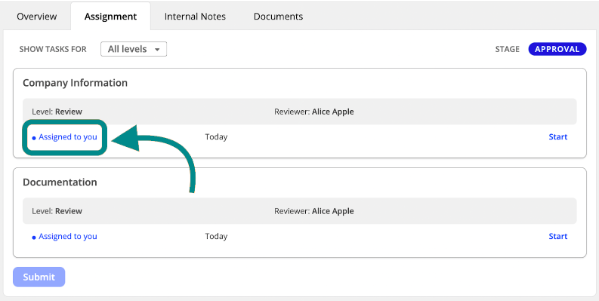 Overview Assignment Internal Notes Documents
SHOW TASKS FOR All levels STAGE APPROVAL
Company Information
Level: Review Reviewer: Alice Apple
Assigned to you Today Start
Documentation
Level: Review Reviewer: Alice Apple
Assigned to you Today Start
Submit